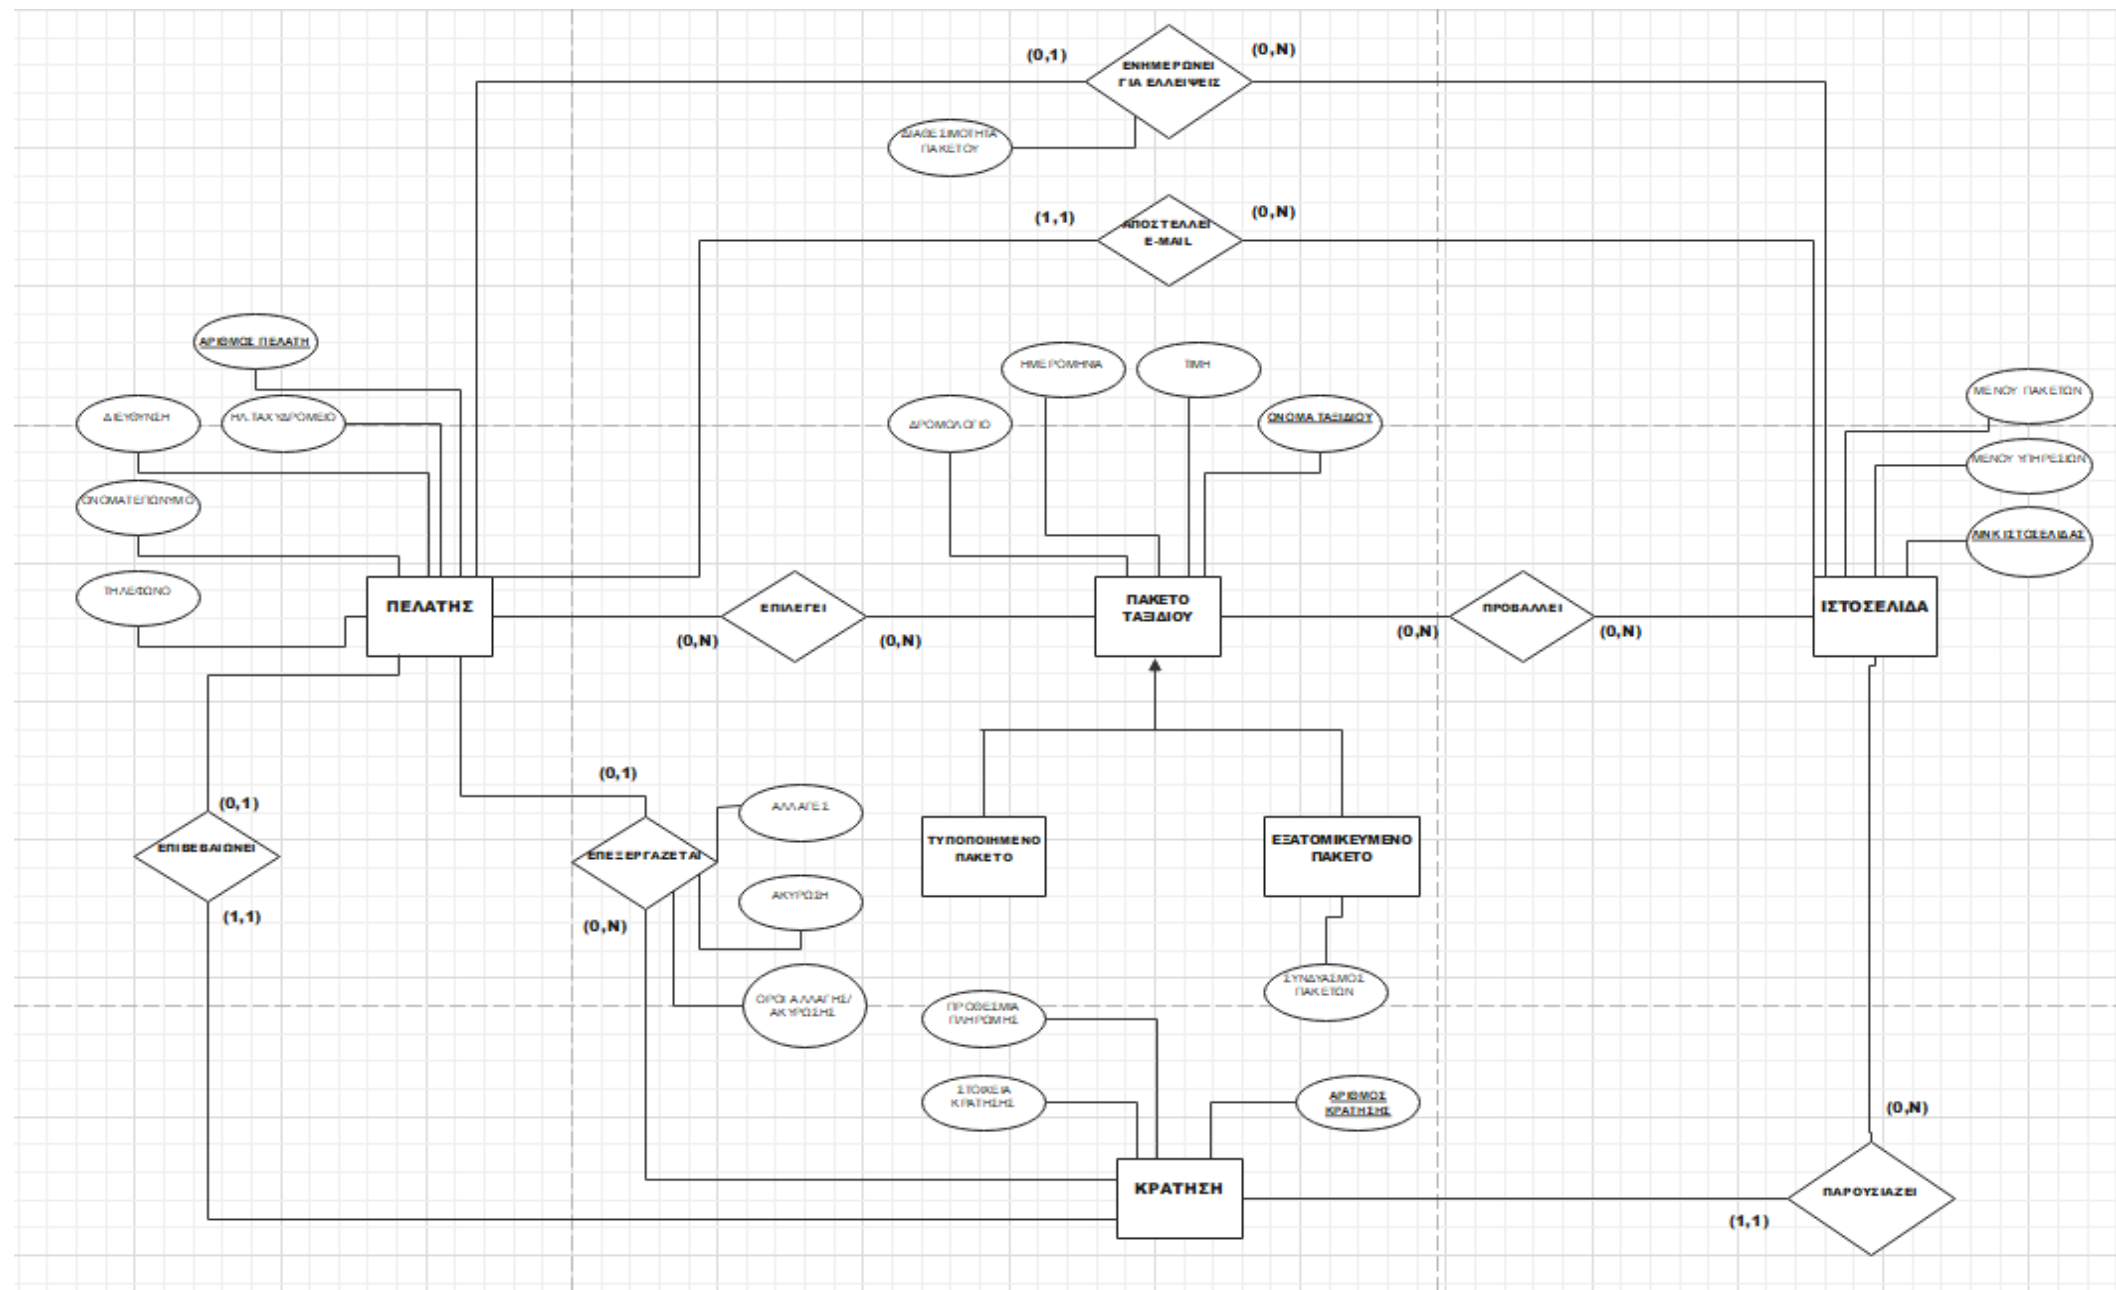 (0,1)
(0,N)
ΕΝΗΜΕΡΩΝΕΙ
ΓΙΑ ΕΛΛΕΙΨΕΙΣ
ΔΙΑΘΕΣΙΜΟΤΗΤΑ
ΠΑΚΕΤΟΥ
(1,1)
(0,N)
ΑΠΟΣΤΕΛΛΕΙ
E-MAIL
ΑΡΙΘΜΟΣ ΠΕΛΑΤΗ
ΗΜΕΡΟΜΗΝΙΑ
ΤΙΜΗ
ΜΕΝΟΥ ΠΑΚΕΤΩΝ
ΔΙΕΥΘΥΝΣΗ
ΗΛ.ΤΑΧΥΔΡΟΜΕΙΟ
ΔΡΟΜΟΛΟΓΙΟ
ΟΝΟΜΑ ΤΑΞΙΔΙΟΥ
ΜΕΝΟΥ ΥΠΗΡΕΣΙΩΝ
ΟΝΟΜΑΤΕΠΩΝΥΜΟ
ΛΙΝΚ ΙΣΤΟΣΕΛΙΔΑΣ
ΤΗΛΕΦΩΝΟ
ΠΕΛΑΤΗΣ
ΕΠΙΛΕΓΕΙ
ΠΑΚΕΤΟ
ΤΑΞΙΔΙΟΥ
ΠΡΟΒΑΛΛΕΙ
ΙΣΤΟΣΕΛΙΔΑ
(0,N)
(0,N)
(0,N)
(0,N)
(0,1)
(0,1)
ΑΛΛΑΓΕΣ
ΕΠΙΒΕΒΑΙΩΝΕΙ
ΕΠΕΞΕΡΓΑΖΕΤΑΙ
ΤΥΠΟΠΟΙΗΜΕΝΟ
ΠΑΚΕΤΟ
ΕΞΑΤΟΜΙΚΕΥΜΕΝΟ
ΠΑΚΕΤΟ
ΑΚΥΡΩΣΗ
(1,1)
(0,N)
ΣΥΝΔΥΑΣΜΟΣ
ΠΑΚΕΤΩΝ
ΟΡΟΙ ΑΛΛΑΓΗΣ/
ΑΚΥΡΩΣΗΣ
ΠΡΟΘΕΣΜΙΑ
ΠΛΗΡΩΜΗΣ
ΣΤΟΙΧΕΙΑ
ΚΡΑΤΗΣΗΣ
ΑΡΙΘΜΟΣ
ΚΡΑΤΗΣΗΣ
(0,N)
ΚΡΑΤΗΣΗ
ΠΑΡΟΥΣΙΑΖΕΙ
(1,1)